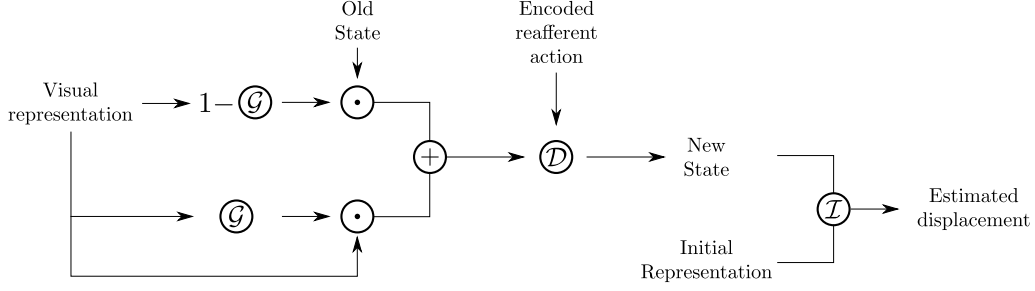 Old
State
Encoded
reafferent
action
Visual
representation
1− 𝒢
·
+
𝒟
New
State
𝒢
·
ℐ
Estimated
displacement
Initial
Representation